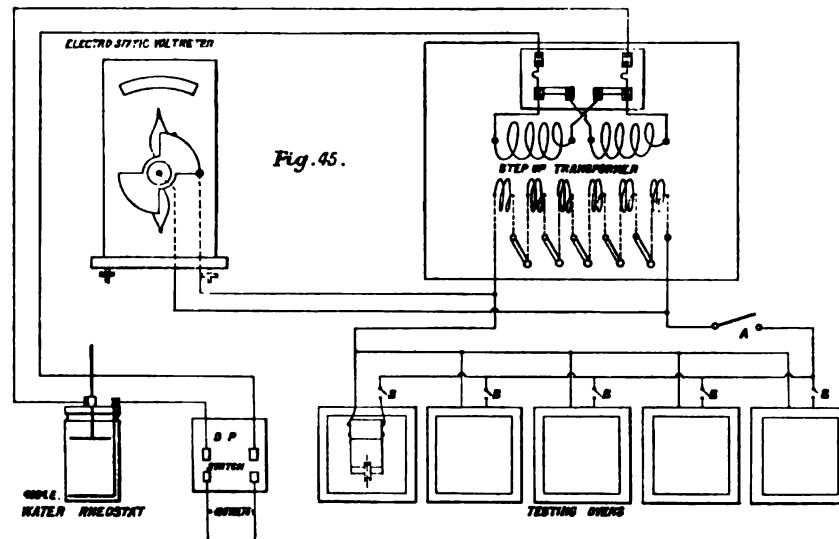 ELECTROSTATIC VOLTMETER
Fig. 45.
STEP UP TRANSFORMER
A
B
B
B
B
B
D P
SWITCH
WATER RHEOSTAT
TESTING OVENS